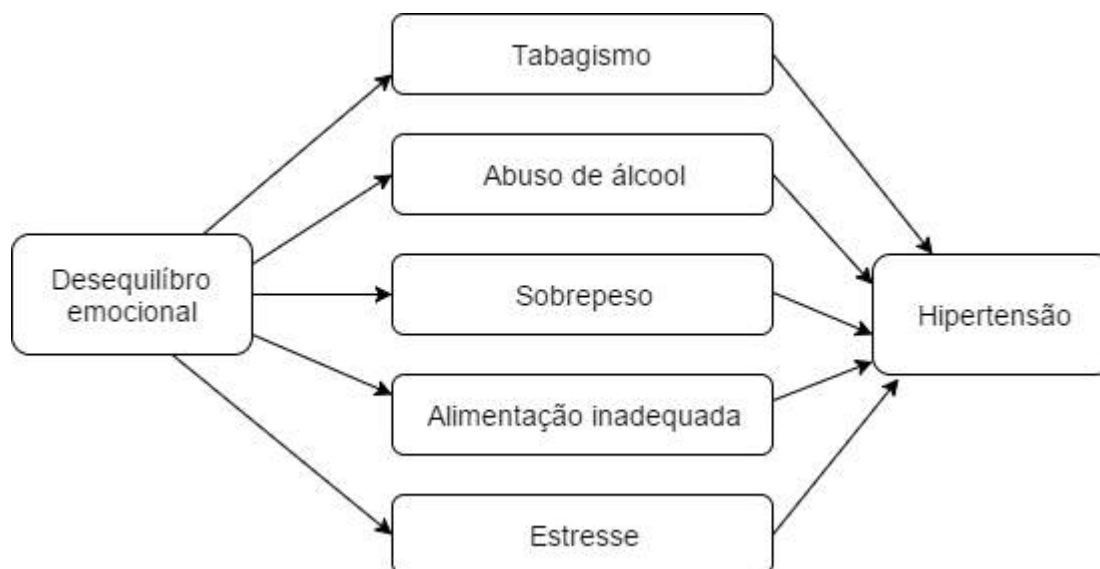 Tabagismo
Abuso de álcool
Desequilíbro
emocional
Sobrepeso
Hipertensão
Alimentação inadequada
Estresse